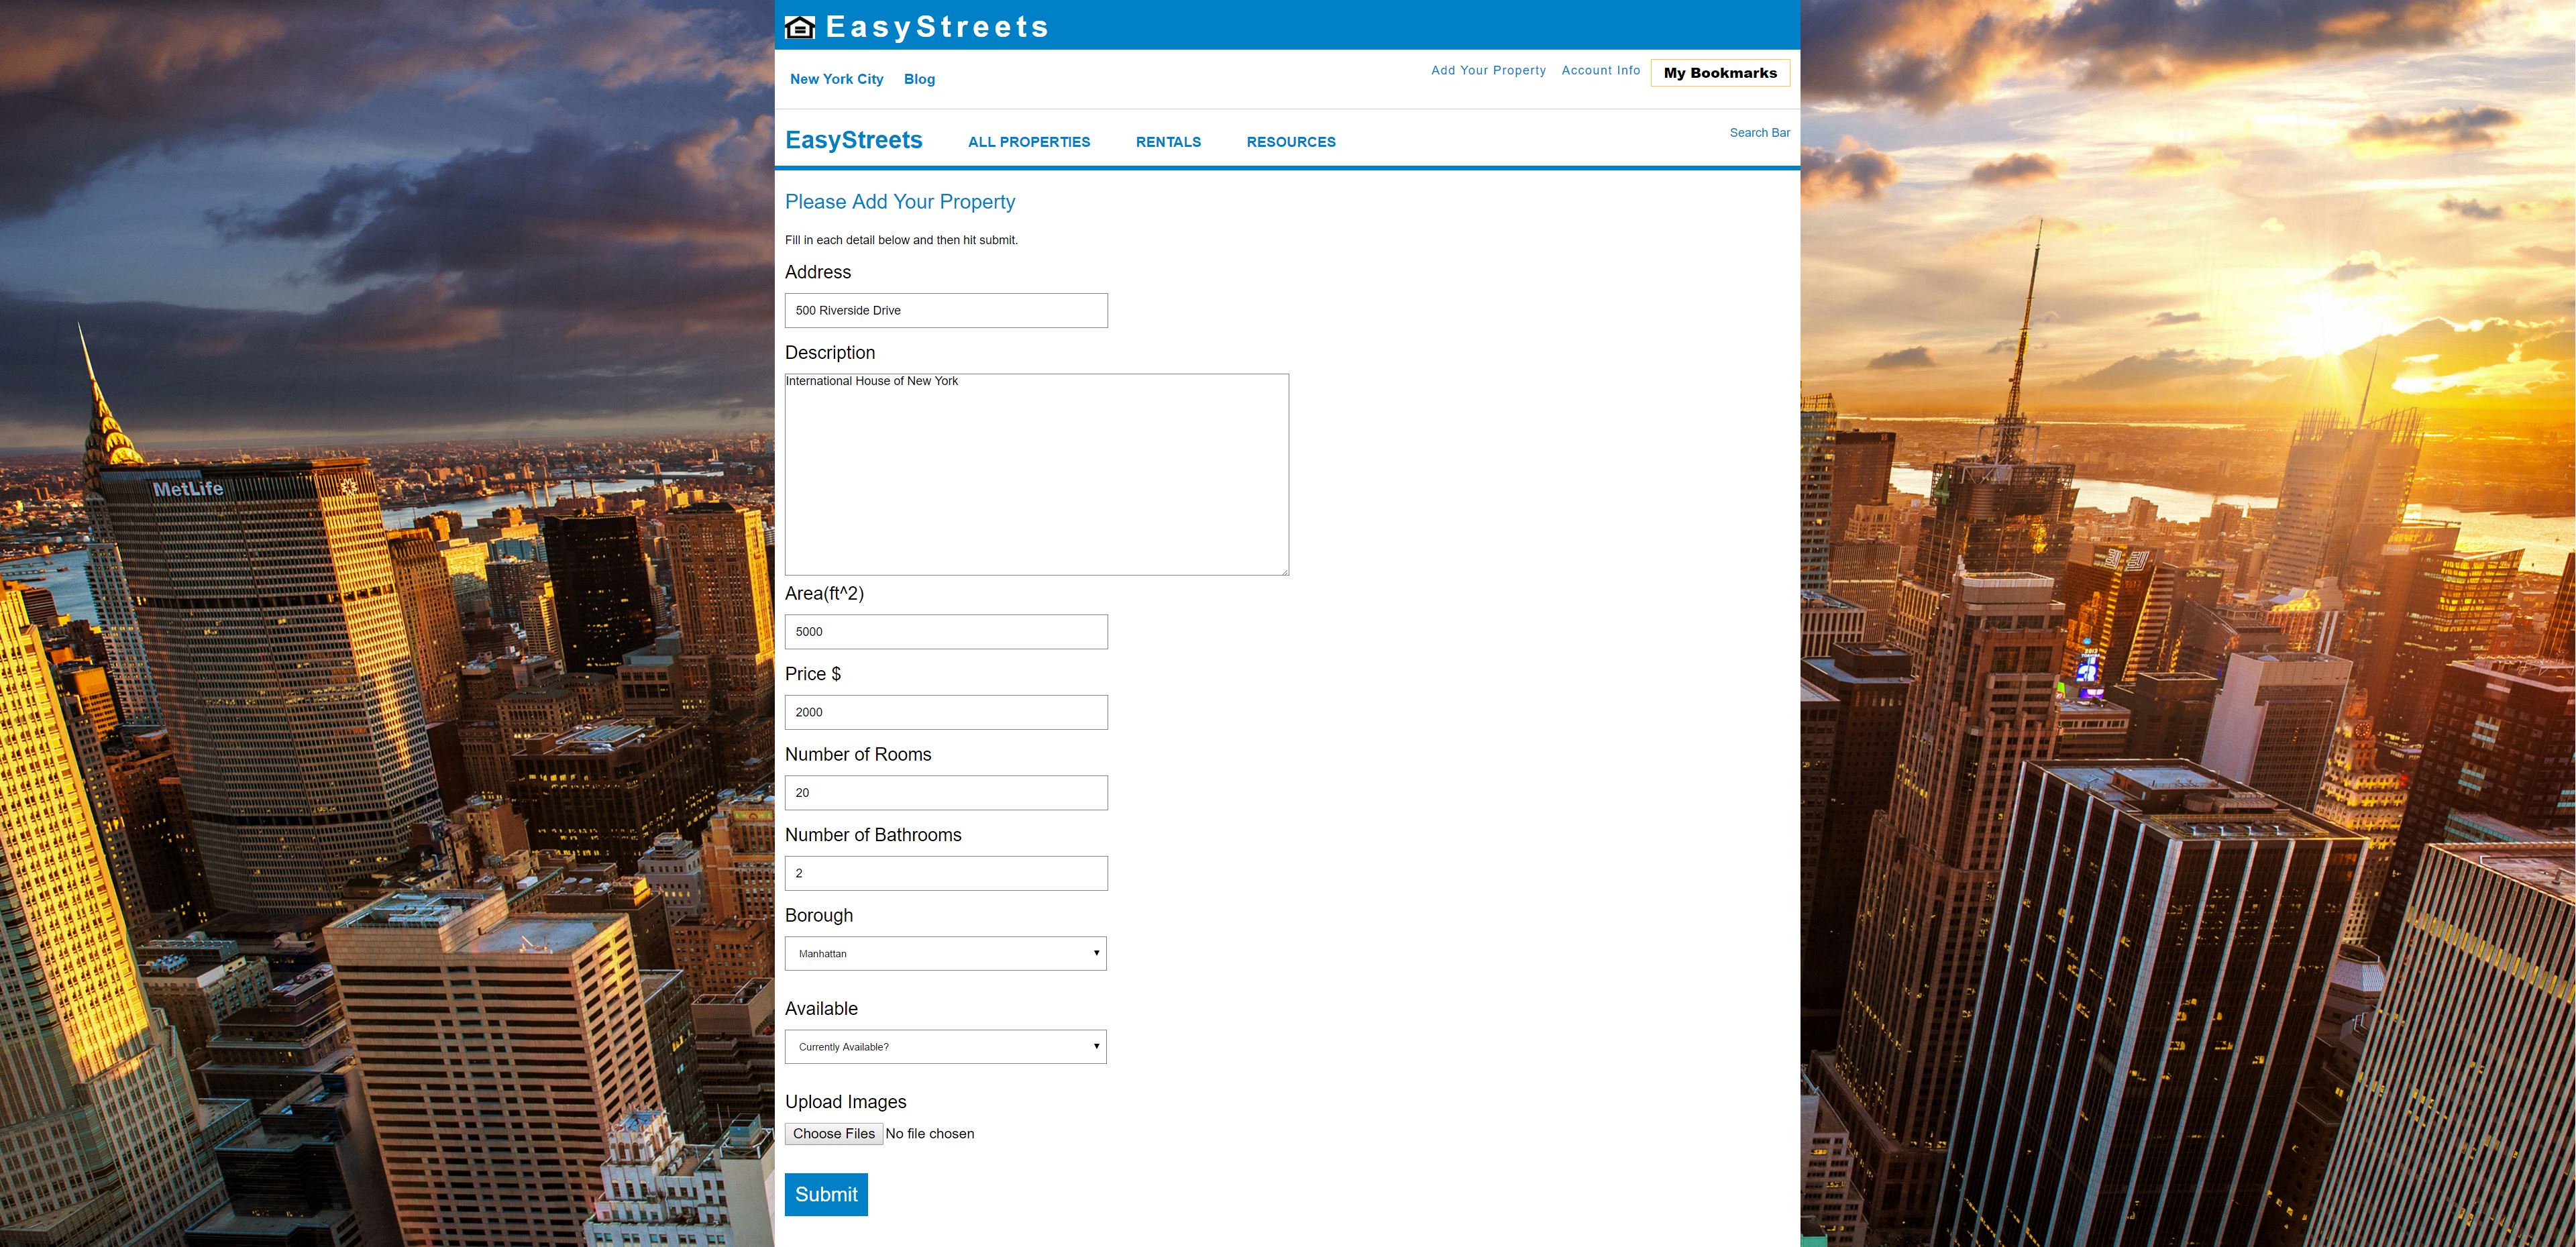 EasyStreets
New York City Blog
Add Your Property Account Info My Bookmarks
EasyStreets ALL PROPERTIES RENTALS RESOURCES
Search Bar
Please Add Your Property
Fill in each detail below and then hit submit.
Address
500 Riverside Drive
Description
International House of New York
Area(ft^2)
5000
Price $
2000
Number of Rooms
20
Number of Bathrooms
2
Borough
Manhattan
Available
Currently Available?
Upload Images
Choose Files No file chosen
Submit
MetLife